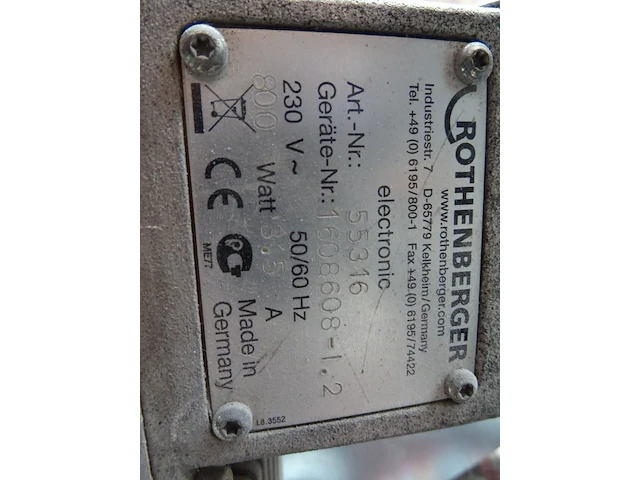 ROTHENBERGER
www.rothenberger.com
Industriestr. 7 D-65779 Kelkheim/Germany
Tel. +49 (0) 6195/800-1 Fax +49 (0) 6195/74422
electronic
Art.-Nr.: 55316
Geräte-Nr.: 1608608-1.2
230 V~ 50/60 Hz
800 Watt 3,5 A
CE Made in
Germany
ME77
L8.3552